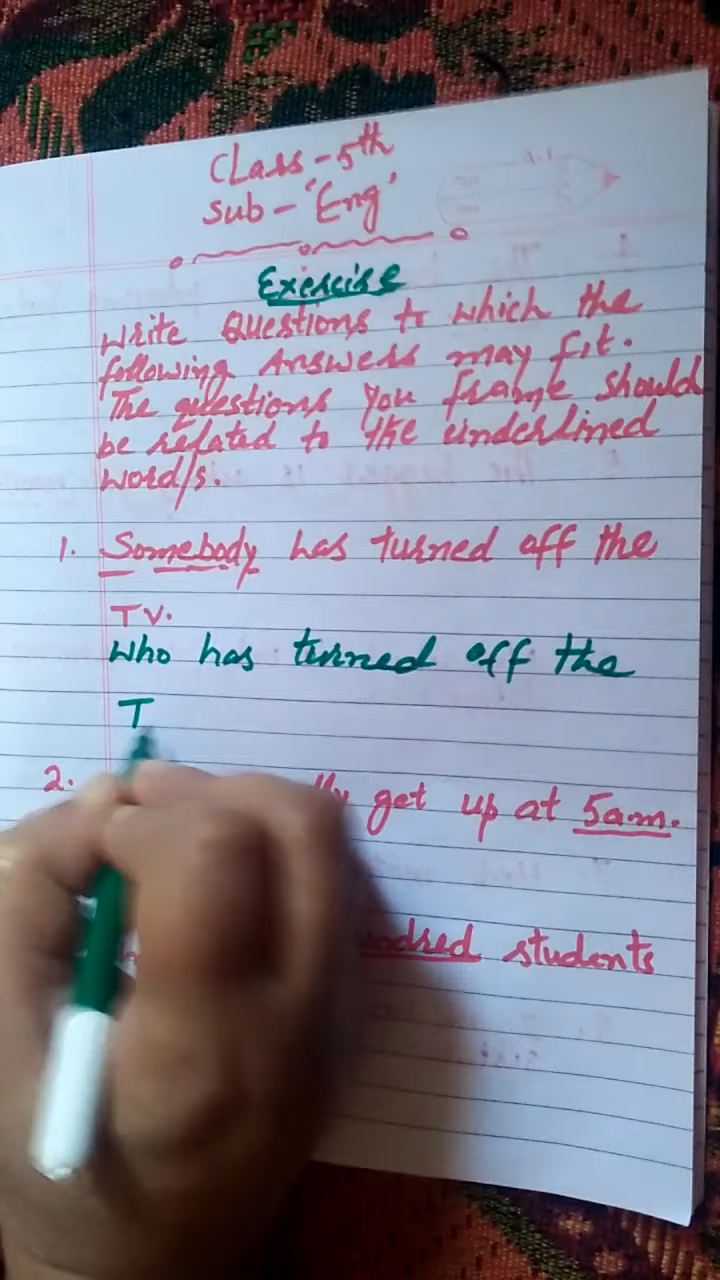 Class-5th
Sub-'Eng'
Exercise
Write Questions to which the
following Answers may fit.
The questions you frame should
be related to the underlined
word/s.
1. Somebody has turned off the
TV.
Who has turned off the
T
2. get up at 5a.m.
students